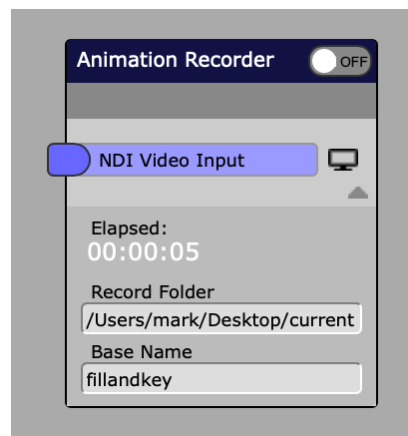 Animation Recorder OFF
NDI Video Input
Elapsed:
00:00:05
Record Folder
/Users/mark/Desktop/current
Base Name
fillandkey